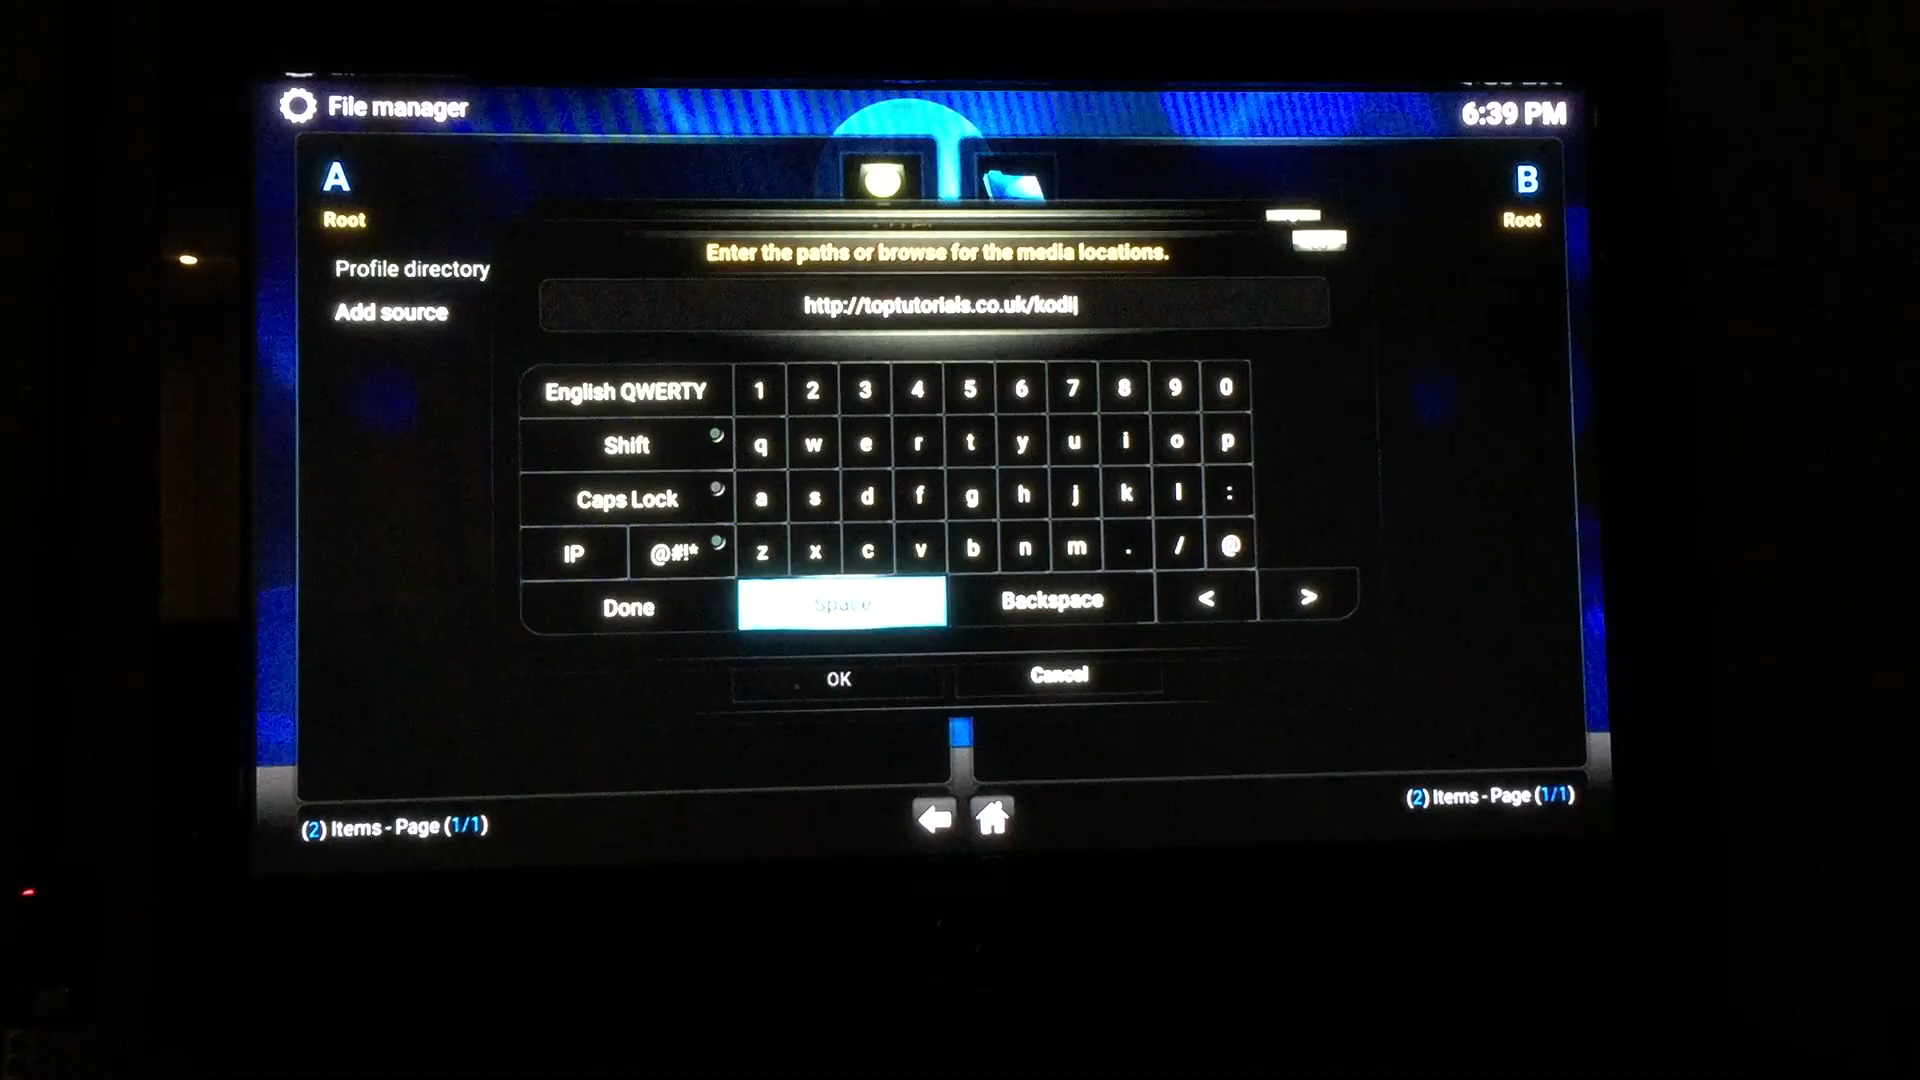 File manager
6:39 PM
A
B
Root
Root
Profile directory
Add source
Enter the paths or browse for the media locations.
http://toptutorials.co.uk/kodi|
English QWERTY 1 2 3 4 5 6 7 8 9 0
Shift q w e r t y u i o p
Caps Lock a s d f g h j k l :
IP @#!* z x c v b n m . / @
Done Space Backspace < >
OK Cancel
(2) Items - Page (1/1)
(2) Items - Page (1/1)